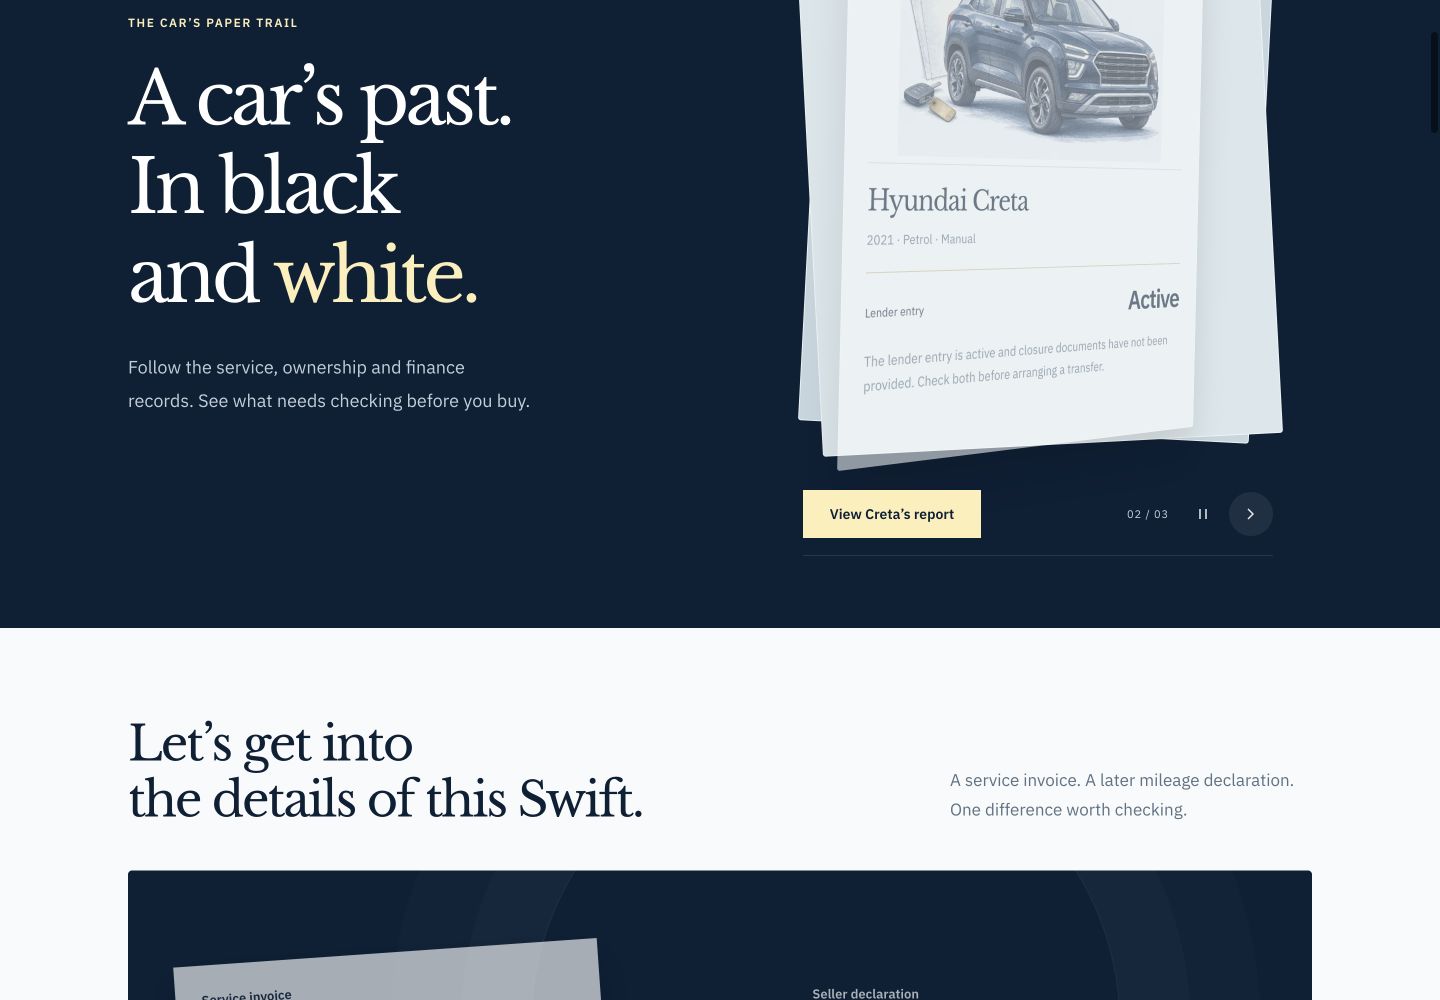 THE CAR’S PAPER TRAIL
A car’s past.
In black
and white.
Follow the service, ownership and finance
records. See what needs checking before you buy.
Hyundai Creta
2021 · Petrol · Manual
Lender entry
Active
The lender entry is active and closure documents have not been
provided. Check both before arranging a transfer.
View Creta’s report
02 / 03
Let’s get into
the details of this Swift.
A service invoice. A later mileage declaration.
One difference worth checking.
Service invoice
Seller declaration